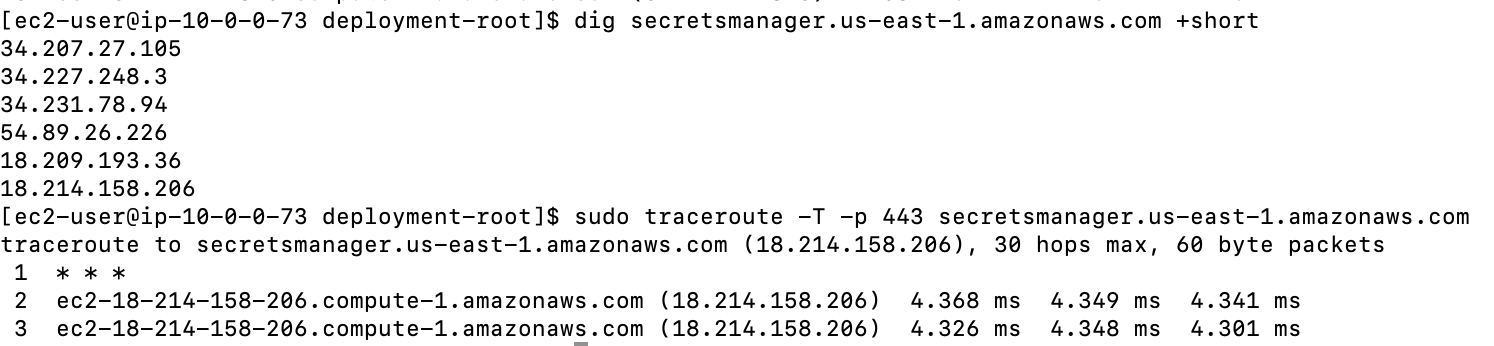 [ec2-user@ip-10-0-0-73 deployment-root]$ dig secretsmanager.us-east-1.amazonaws.com +short
34.207.27.105
34.227.248.3
34.231.78.94
54.89.26.226
18.209.193.36
18.214.158.206
[ec2-user@ip-10-0-0-73 deployment-root]$ sudo traceroute -T -p 443 secretsmanager.us-east-1.amazonaws.com
traceroute to secretsmanager.us-east-1.amazonaws.com (18.214.158.206), 30 hops max, 60 byte packets
 1  * * *
 2  ec2-18-214-158-206.compute-1.amazonaws.com (18.214.158.206)  4.368 ms  4.349 ms  4.341 ms
 3  ec2-18-214-158-206.compute-1.amazonaws.com (18.214.158.206)  4.326 ms  4.348 ms  4.301 ms